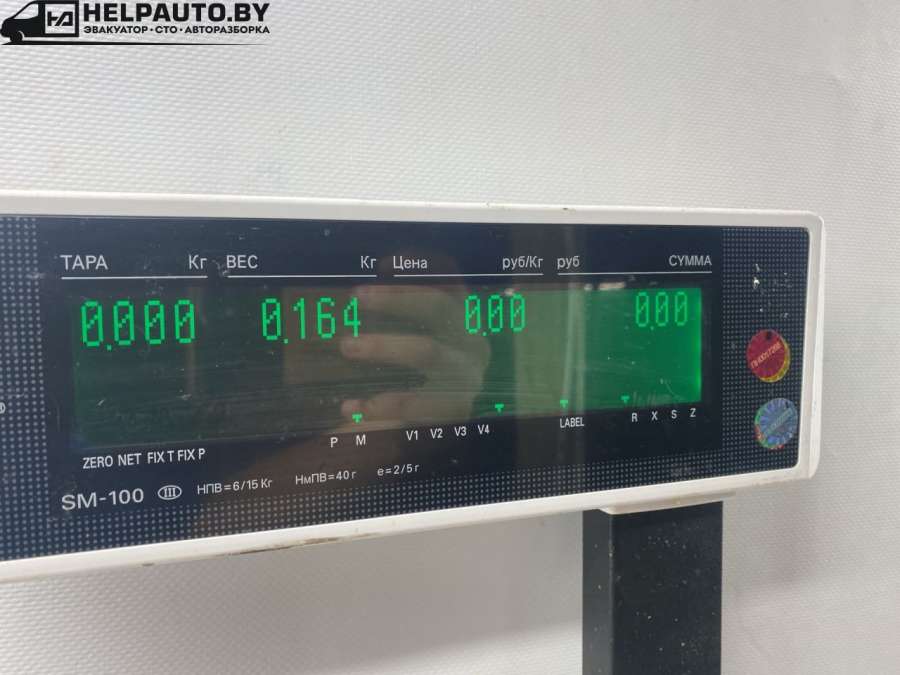 HELPAUTO.BY
ЭВАКУАТОР·СТО·АВТОРАЗБОРКА
ТАРА Кг ВЕС Кг Цена руб/Кг руб СУММА
0.000 0.164 0.00 0.00
P M V1 V2 V3 V4 LABEL R X S Z
ZERO NET FIX T FIX P
SM-100 III НПВ=6/15 Кг НмПВ=40 г e=2/5 г